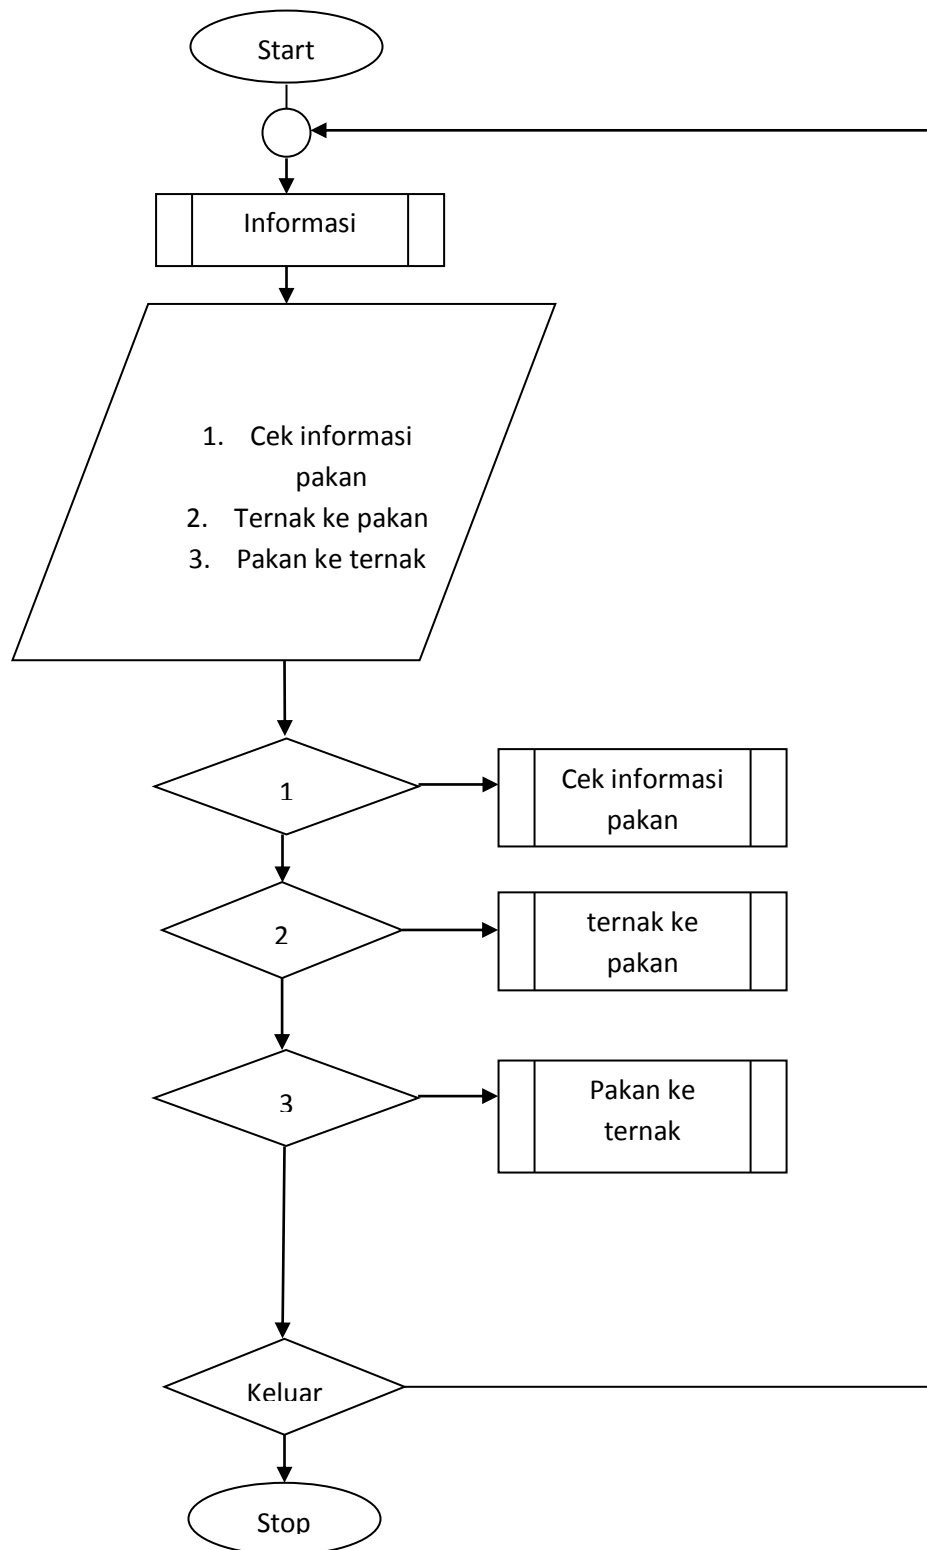 Start
Informasi
1. Cek informasi
pakan
2. Ternak ke pakan
3. Pakan ke ternak
1
Cek informasi
pakan
2
ternak ke
pakan
3
Pakan ke
ternak
Keluar
Stop